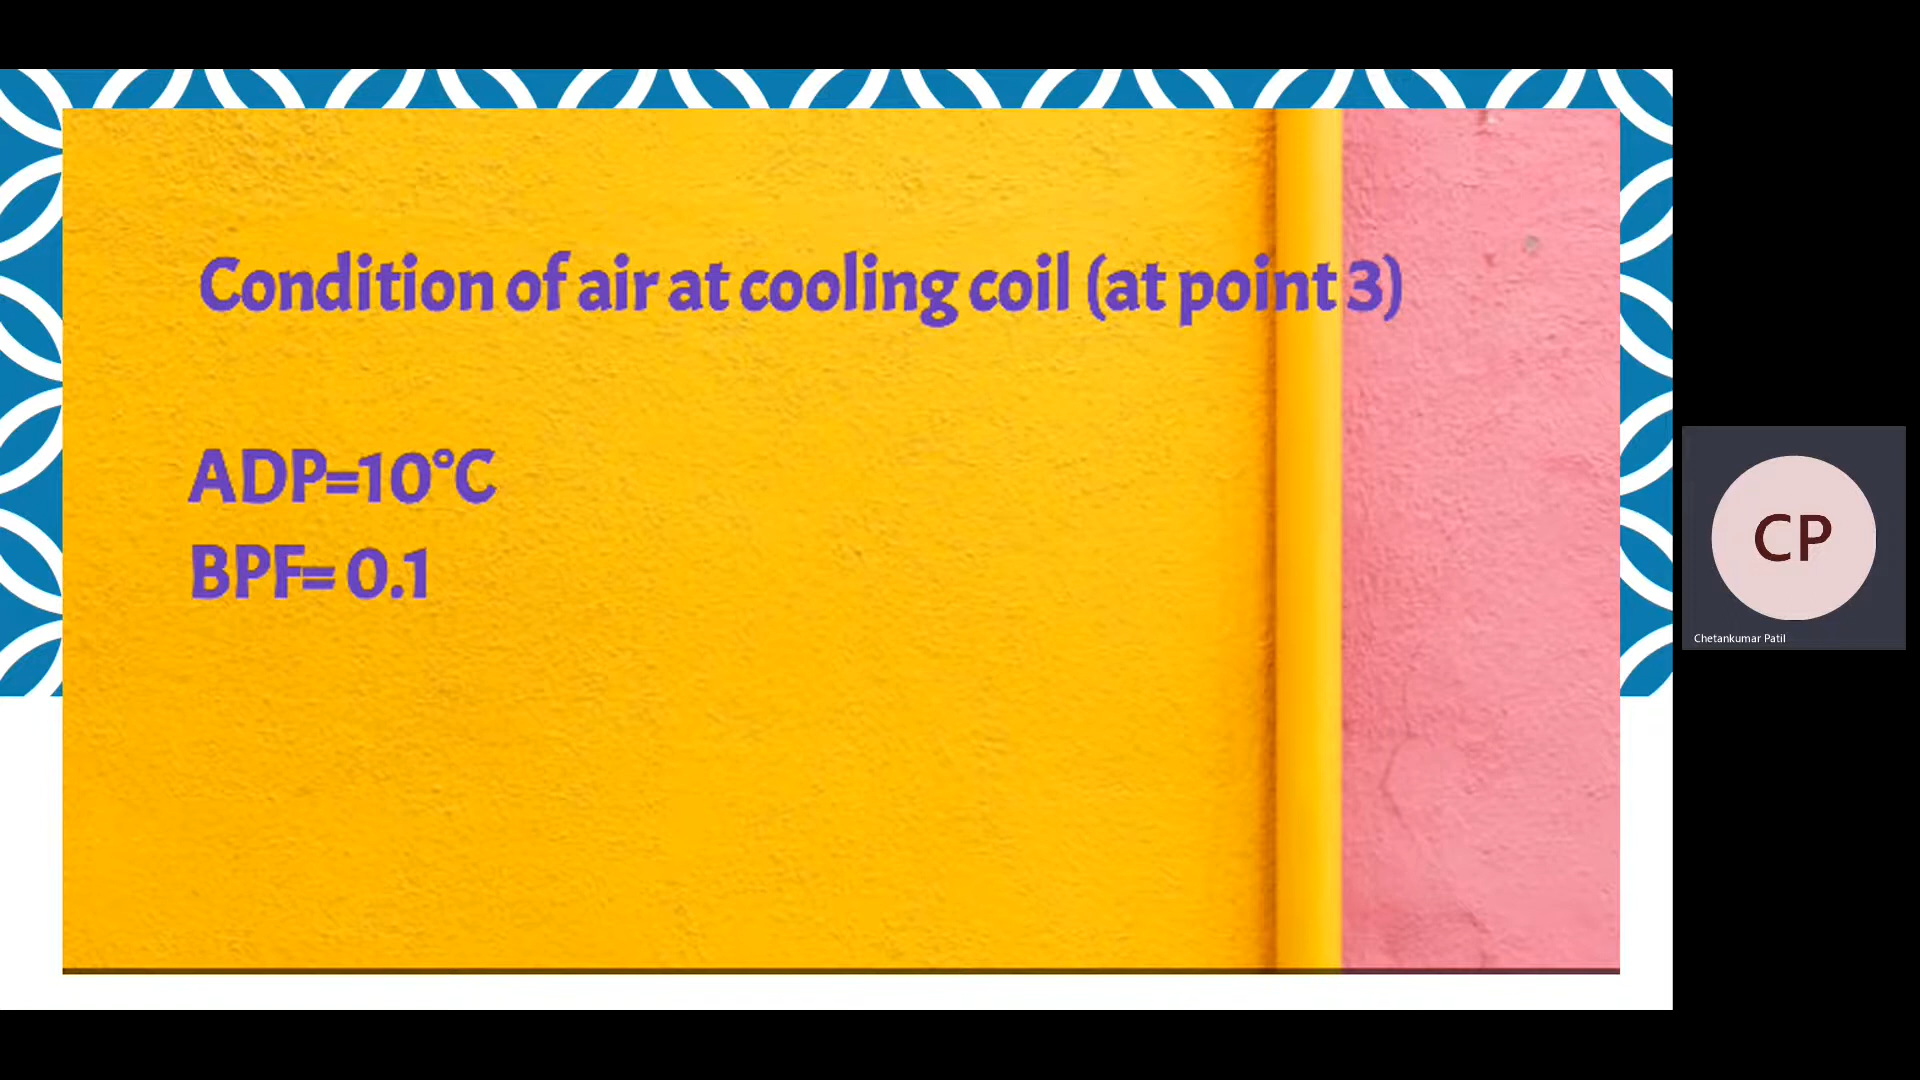 Condition of air at cooling coil (at point 3)
ADP=10°C
BPF= 0.1
CP
Chetankumar Patil